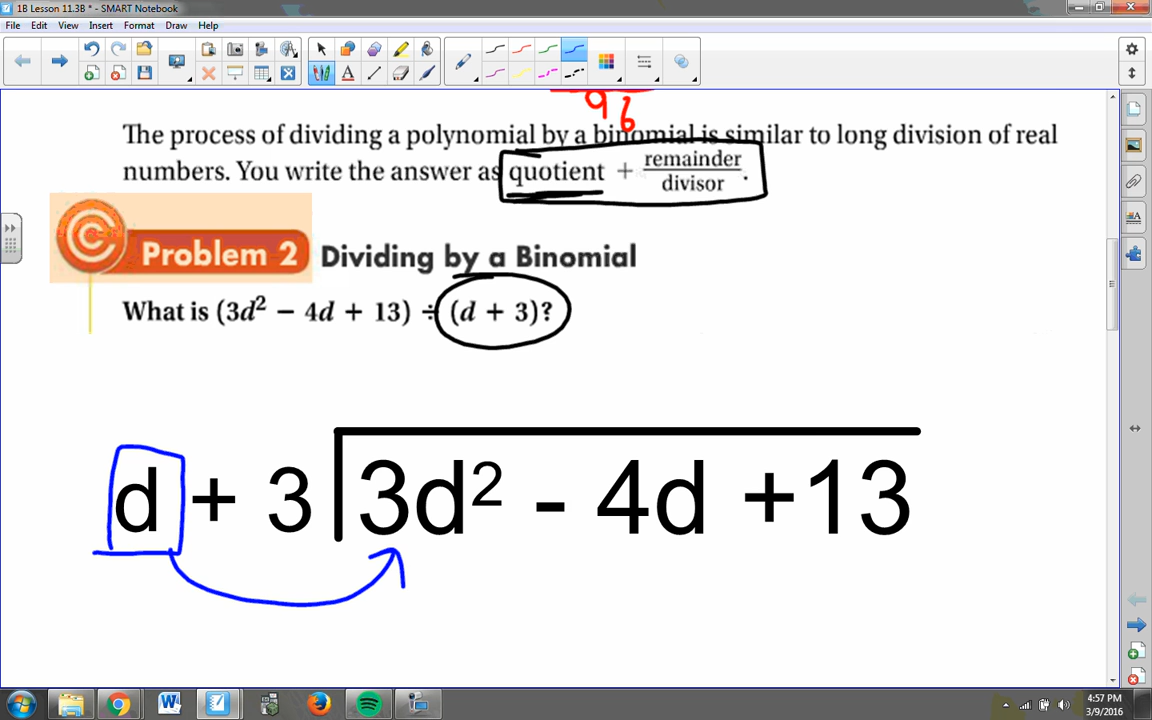 1B Lesson 11.3B * - SMART Notebook
File Edit View Insert Format Draw Help
96
The process of dividing a polynomial by a binomial is similar to long division of real
numbers. You write the answer as quotient + remainder/divisor.
Problem 2 Dividing by a Binomial
What is (3d² − 4d + 13) ÷ (d + 3)?
d + 3 3d² - 4d +13
4:57 PM
3/9/2016